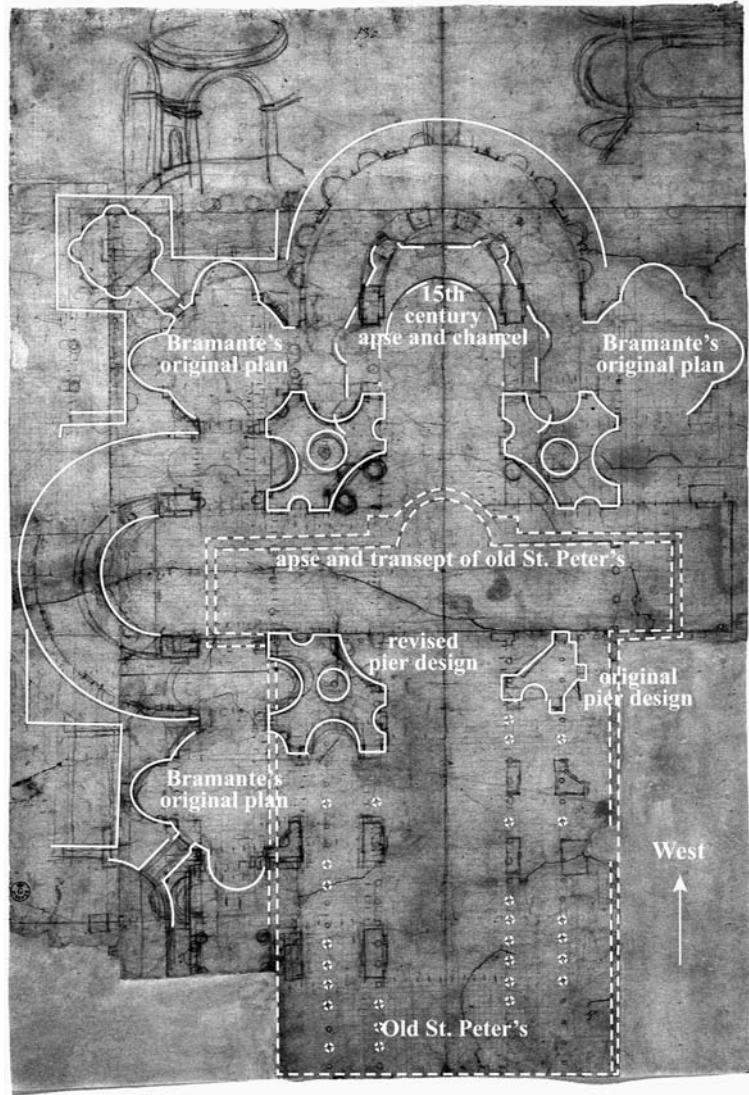 132
15th
century
apse and chancel
Bramante's
original plan
Bramante's
original plan
apse and transept of old St. Peter's
revised
pier design
original
pier design
Bramante's
original plan
West
Old St. Peter's